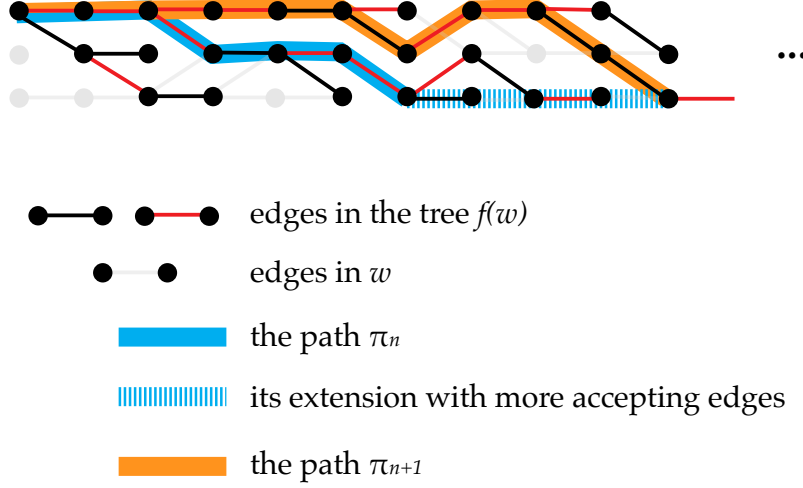 ...
edges in the tree f(w)
edges in w
the path πn
its extension with more accepting edges
the path πn+1